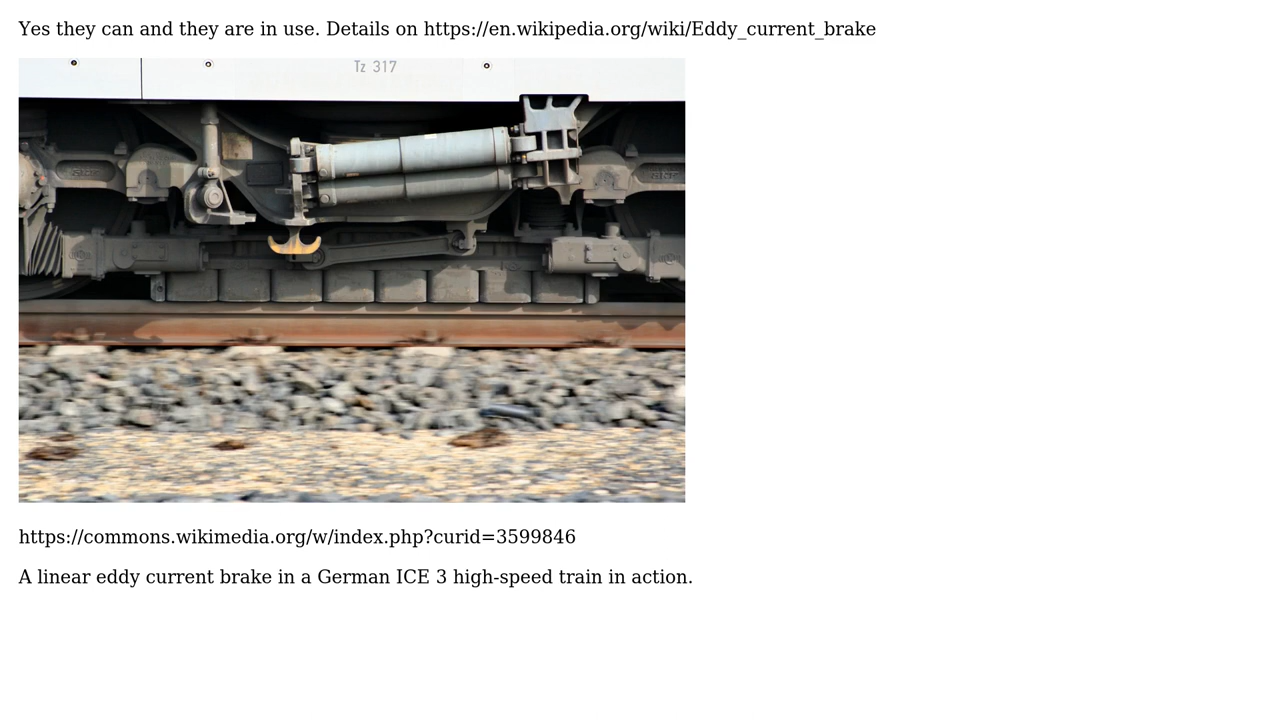 Yes they can and they are in use. Details on https://en.wikipedia.org/wiki/Eddy_current_brake
Tz 317
https://commons.wikimedia.org/w/index.php?curid=3599846
A linear eddy current brake in a German ICE 3 high-speed train in action.